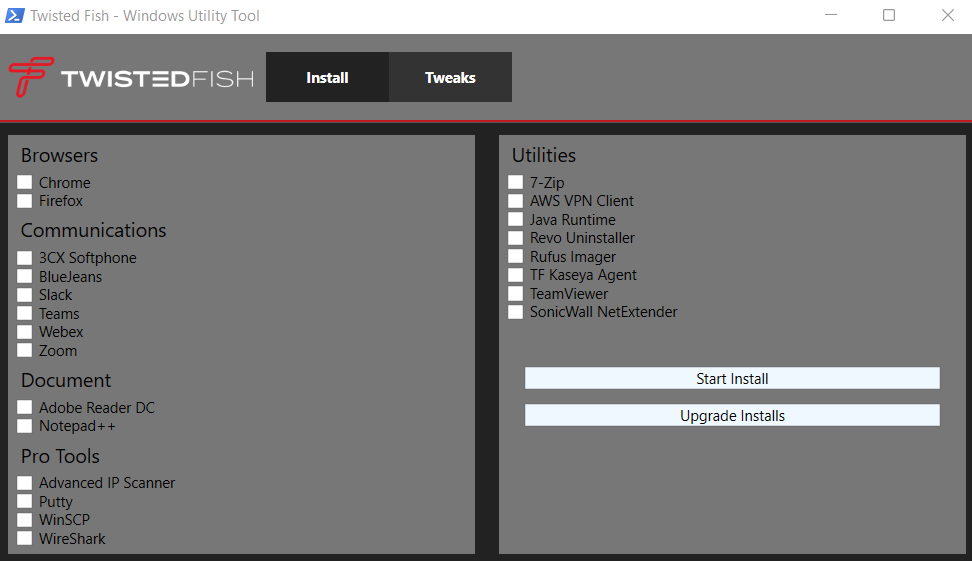 Twisted Fish - Windows Utility Tool
TWISTEDFISH
Install
Tweaks
Browsers
Chrome
Firefox
Communications
3CX Softphone
BlueJeans
Slack
Teams
Webex
Zoom
Document
Adobe Reader DC
Notepad++
Pro Tools
Advanced IP Scanner
Putty
WinSCP
WireShark
Utilities
7-Zip
AWS VPN Client
Java Runtime
Revo Uninstaller
Rufus Imager
TF Kaseya Agent
TeamViewer
SonicWall NetExtender
Start Install
Upgrade Installs